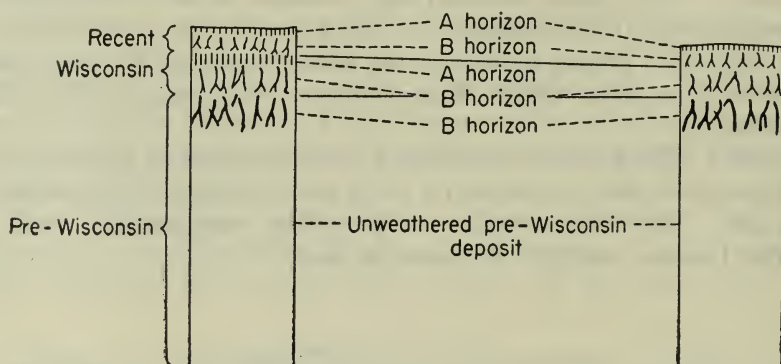 A horizon
Recent
B horizon
Wisconsin
A horizon
B horizon
B horizon
Pre-Wisconsin
Unweathered pre-Wisconsin
deposit